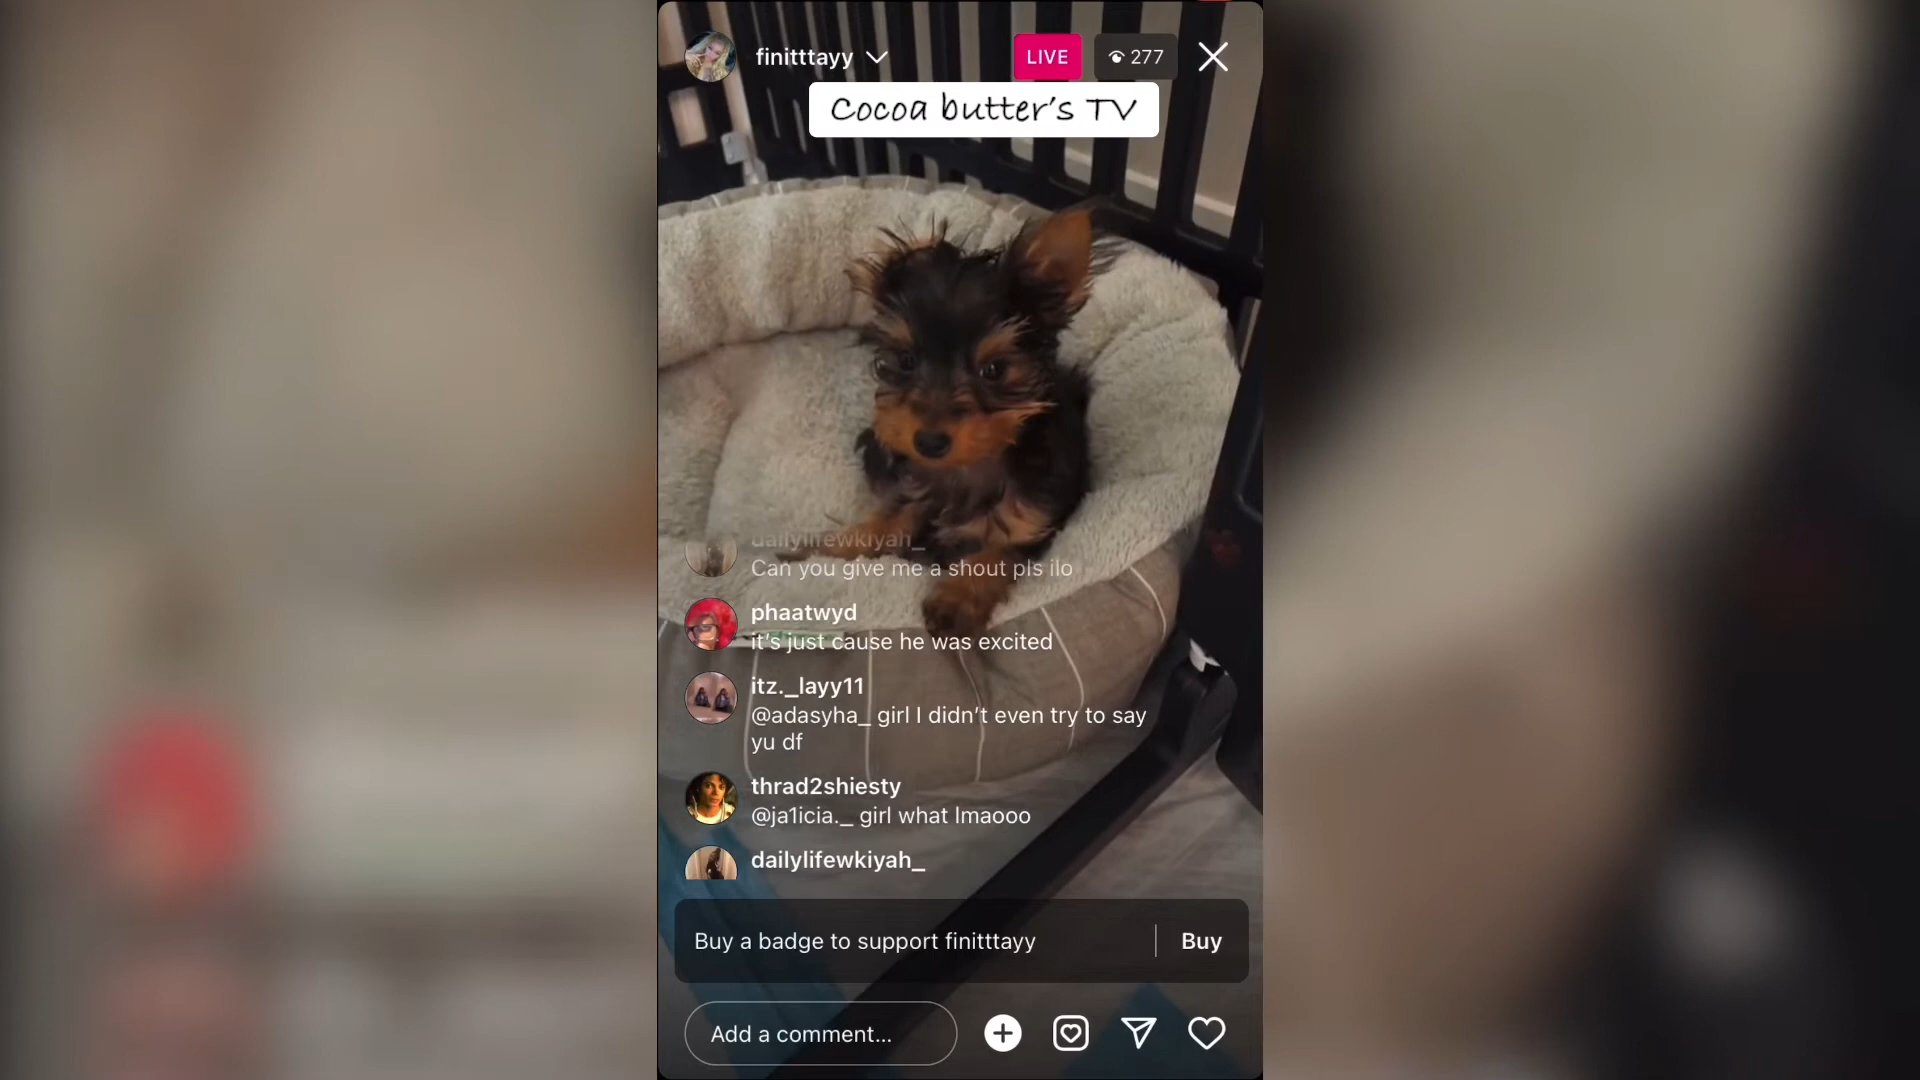 finitttayy
LIVE
277
Cocoa butter's TV
dailylifewkiyah_
Can you give me a shout pls ilo
phaatwyd
it's just cause he was excited
itz._layy11
@adasyha_ girl I didn't even try to say
yu df
thrad2shiesty
@ja1icia._ girl what lmaooo
dailylifewkiyah_
Buy a badge to support finitttayy
Buy
Add a comment...